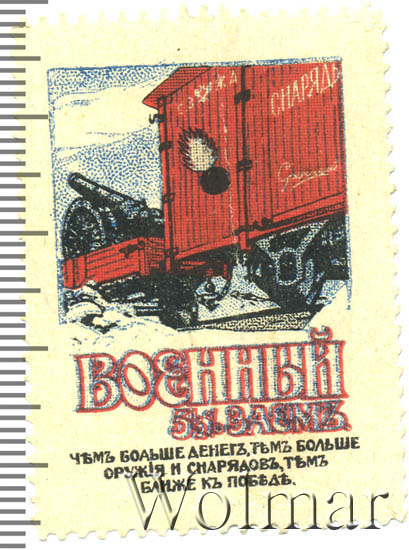 СНАРЯДЫ
ВОЕННЫЙ
5½% ЗАЕМЪ
ЧѢМЪ БОЛЬШЕ ДЕНЕГЪ, ТѢМЪ БОЛЬШЕ
ОРУЖІЯ И СНАРЯДОВЪ, ТѢМЪ
БЛИЖЕ КЪ ПОБѢДѢ.
Wolmar